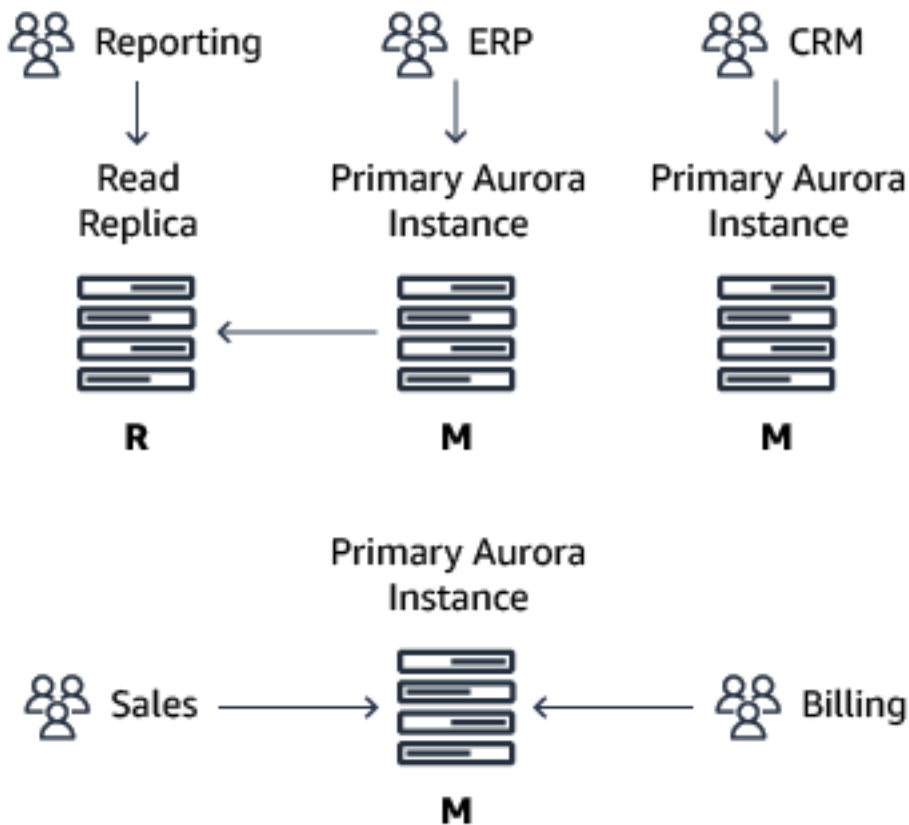 Reporting
ERP
CRM
Read
Replica
Primary Aurora
Instance
Primary Aurora
Instance
R
M
M
Primary Aurora
Instance
Sales
Billing
M